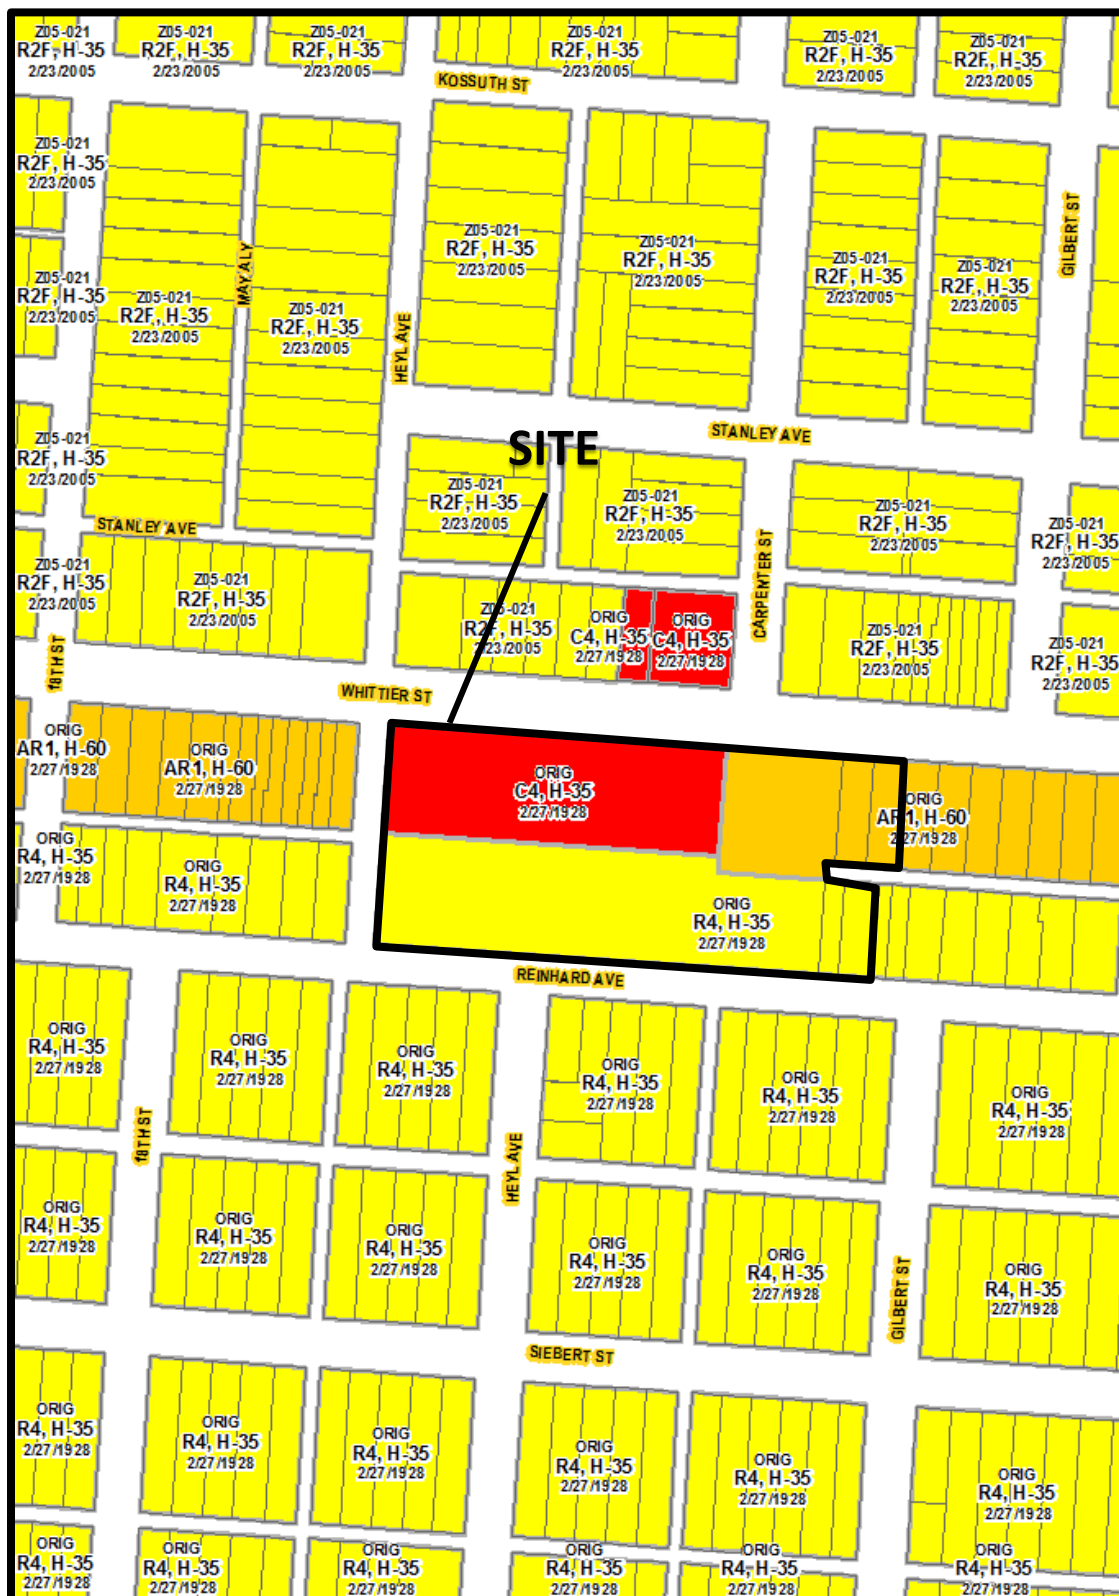 Z05-021
R2F, H-35
2/23/2005
Z05-021
R2F, H-35
2/23/2005
Z05-021
R2F, H-35
2/23/2005
Z05-021
R2F, H-35
2/23/2005
Z05-021
R2F, H-35
2/23/2005
Z05-021
R2F, H-35
2/23/2005
KOSSUTH ST
Z05-021
R2F, H-35
2/23/2005
GILBERT ST
Z05-021
R2F, H-35
2/23/2005
Z05-021
R2F, H-35
2/23/2005
MAY ALY
Z05-021
R2F, H-35
2/23/2005
Z05-021
R2F, H-35
2/23/2005
Z05-021
R2F, H-35
2/23/2005
Z05-021
R2F, H-35
2/23/2005
Z05-021
R2F, H-35
2/23/2005
Z05-021
R2F, H-35
2/23/2005
HEYL AVE
STANLEY AVE
SITE
Z05-021
R2F, H-35
2/23/2005
Z05-021
R2F, H-35
2/23/2005
Z05-021
R2F, H-35
2/23/2005
Z05-021
R2F, H-35
2/23/2005
Z05-021
R2F, H-35
2/23/2005
STANLEY AVE
CARPENTER ST
Z05-021
R2F, H-35
2/23/2005
Z05-021
R2F, H-35
2/23/2005
Z05-021
R2F, H-35
2/23/2005
ORIG
C4, H-35
2/27/1928
ORIG
C4, H-35
2/27/1928
Z05-021
R2F, H-35
2/23/2005
Z05-021
R2F, H-35
2/23/2005
18TH ST
WHITTIER ST
ORIG
AR1, H-60
2/27/1928
ORIG
AR1, H-60
2/27/1928
ORIG
C4, H-35
2/27/1928
ORIG
AR1, H-60
2/27/1928
ORIG
R4, H-35
2/27/1928
ORIG
R4, H-35
2/27/1928
ORIG
R4, H-35
2/27/1928
REINHARD AVE
ORIG
R4, H-35
2/27/1928
ORIG
R4, H-35
2/27/1928
ORIG
R4, H-35
2/27/1928
ORIG
R4, H-35
2/27/1928
ORIG
R4, H-35
2/27/1928
ORIG
R4, H-35
2/27/1928
18TH ST
HEYL AVE
ORIG
R4, H-35
2/27/1928
ORIG
R4, H-35
2/27/1928
ORIG
R4, H-35
2/27/1928
ORIG
R4, H-35
2/27/1928
ORIG
R4, H-35
2/27/1928
ORIG
R4, H-35
2/27/1928
GILBERT ST
SIEBERT ST
ORIG
R4, H-35
2/27/1928
ORIG
R4, H-35
2/27/1928
ORIG
R4, H-35
2/27/1928
ORIG
R4, H-35
2/27/1928
ORIG
R4, H-35
2/27/1928
ORIG
R4, H-35
2/27/1928
ORIG
R4, H-35
2/27/1928
ORIG
R4, H-35
2/27/1928
ORIG
R4, H-35
2/27/1928
ORIG
R4, H-35
2/27/1928
ORIG
R4, H-35
2/27/1928
ORIG
R4, H-35
2/27/1928